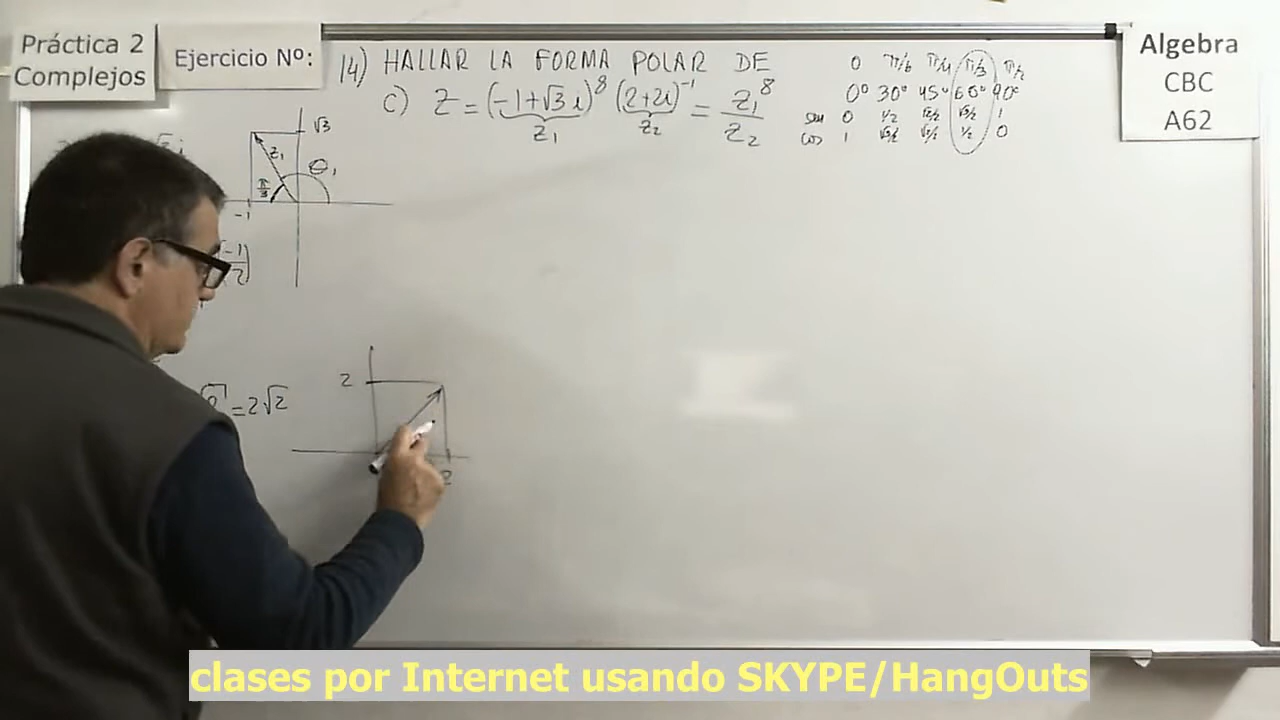 Práctica 2
Complejos
Ejercicio Nº:
14) HALLAR LA FORMA POLAR DE
c) Z = (-1+√3 i)⁸ (2+2i)⁻¹ = Z₁⁸/Z₂
Z₁ Z₂
0 π/6 π/4 π/3 π/2
0° 30° 45° 60° 90°
sen 0 1/2 √2/2 √3/2 1
cos 1 √3/2 √2/2 1/2 0
Algebra
CBC
A62
√3
Z₁
θ₁
π/3
-1
= 2√2
2
2
clases por Internet usando SKYPE/HangOuts